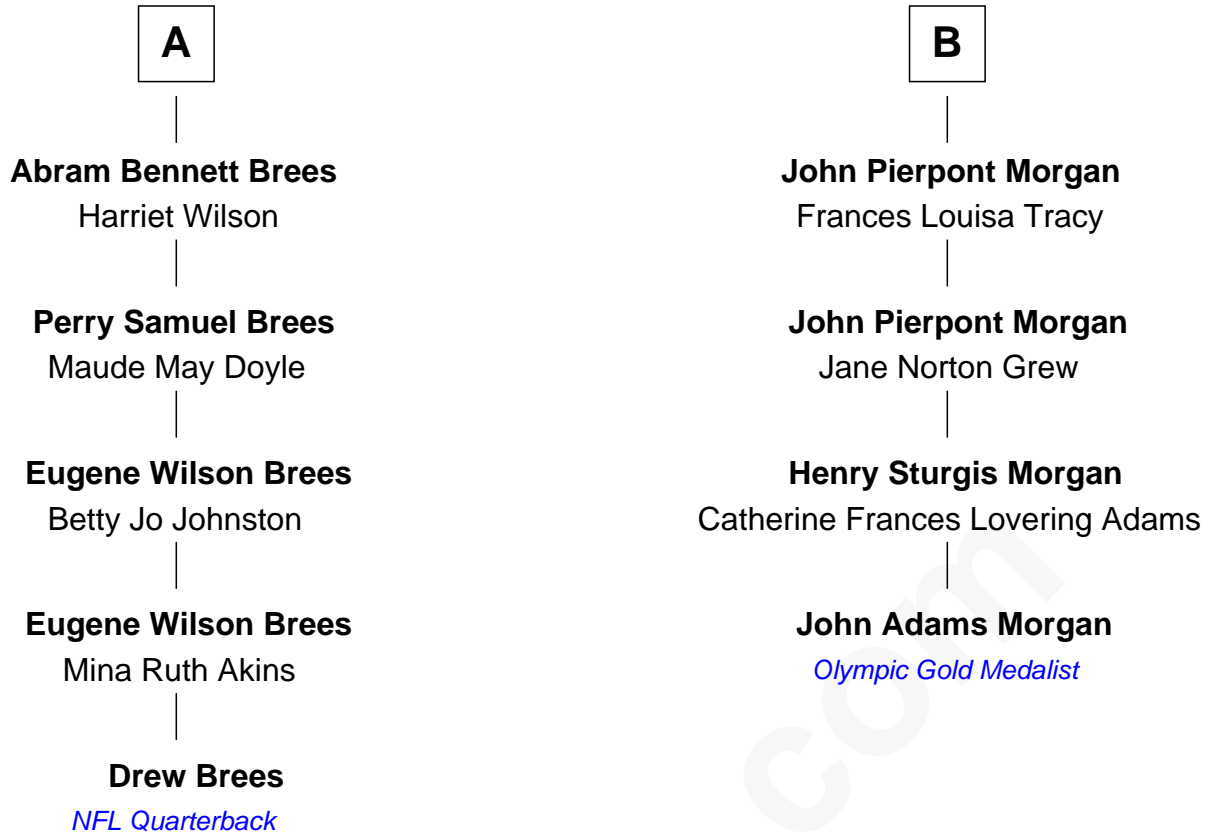 A
Abram Bennett Brees
Harriet Wilson
Perry Samuel Brees
Maude May Doyle
Eugene Wilson Brees
Betty Jo Johnston
Eugene Wilson Brees
Mina Ruth Akins
Drew Brees
NFL Quarterback
B
John Pierpont Morgan
Frances Louisa Tracy
John Pierpont Morgan
Jane Norton Grew
Henry Sturgis Morgan
Catherine Frances Lovering Adams
John Adams Morgan
Olympic Gold Medalist
com